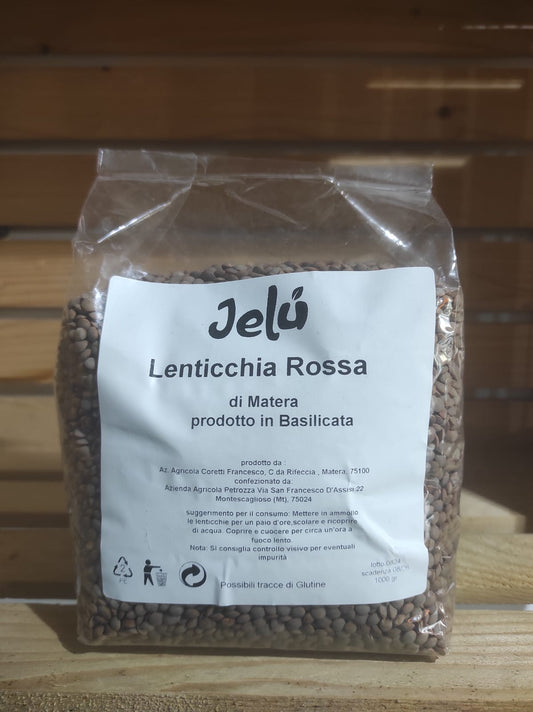 Jelú
Lenticchia Rossa
di Matera
prodotto in Basilicata
prodotto da :
Az. Agricola Coretti Francesco, C.da Rifeccia , Matera, 75100
confezionato da:
Azienda Agricola Petrozza Via San Francesco D'Assisi 22
Montescaglioso (Mt), 75024
suggerimento per il consumo: Mettere in ammollo
le lenticchie per un paio d'ore,scolare e ricoprire
di acqua. Coprire e cuocere per circa un'ora a
fuoco lento.
Nota: Si consiglia controllo visivo per eventuali
impurità
lotto 0824
scadenza
1000 gr
2
PE
Possibili tracce di Glutine